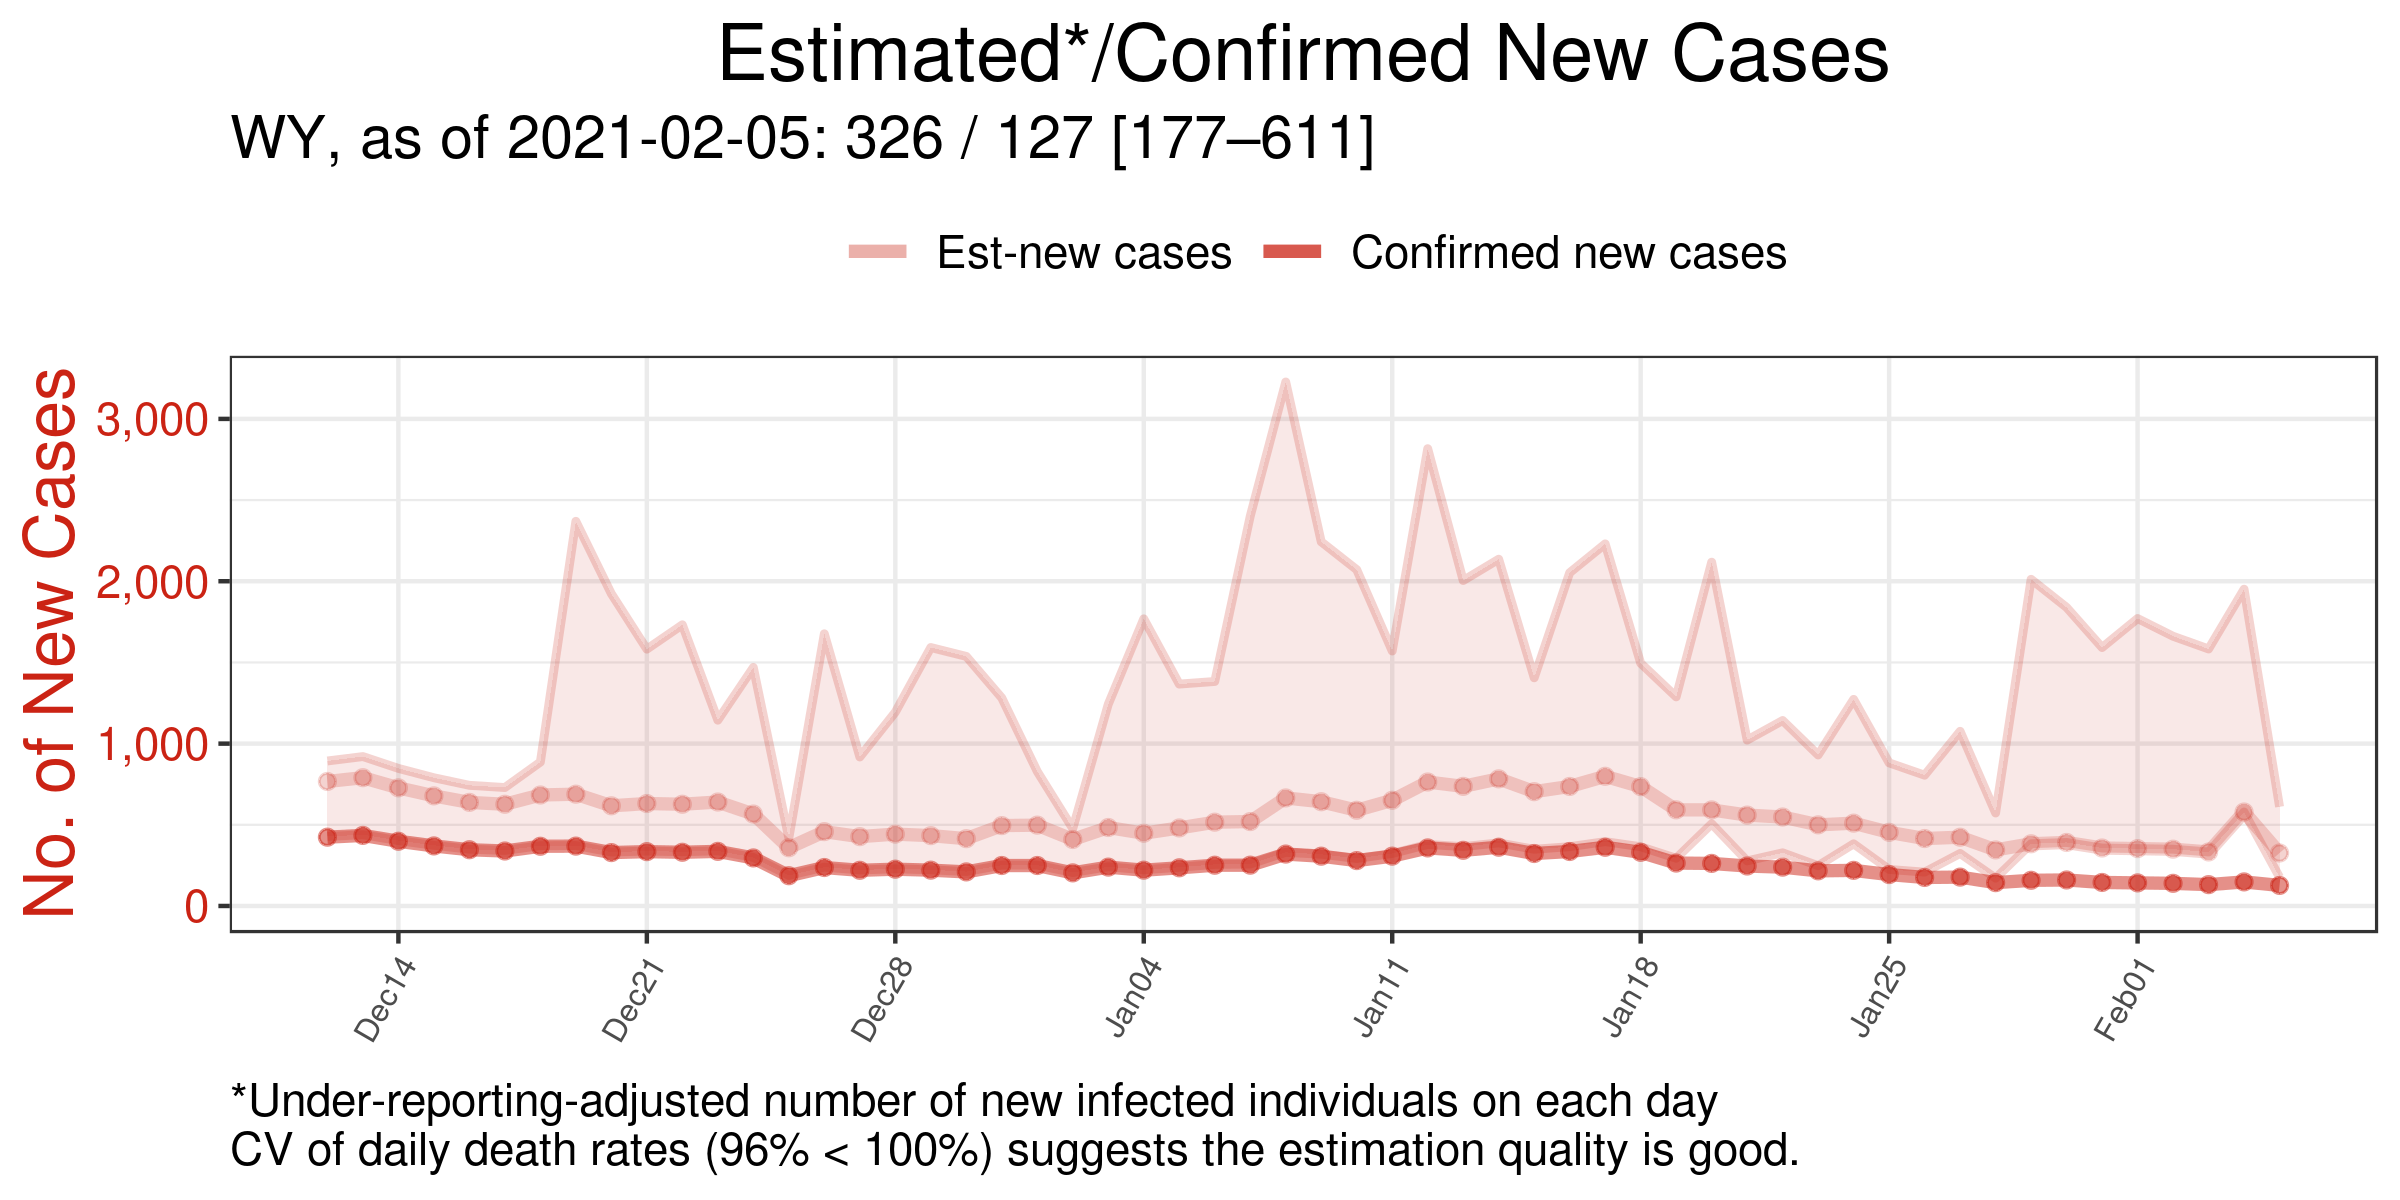 Estimated*/Confirmed New Cases
WY, as of 2021-02-05: 326 / 127 [177–611]
Est-new cases
Confirmed new cases
No. of New Cases
3,000
2,000
1,000
0
Dec14
Dec21
Dec28
Jan04
Jan11
Jan18
Jan25
Feb01
*Under-reporting-adjusted number of new infected individuals on each day
CV of daily death rates (96% < 100%) suggests the estimation quality is good.